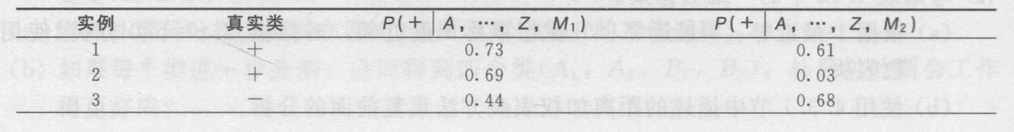 实例 真实类 P(+ | ··· Z, M₁) P(+ | A, ···, Z, M₂)
1 + 0.73 0.61
2 + 0.69 0.03
3 − 0.44 0.68